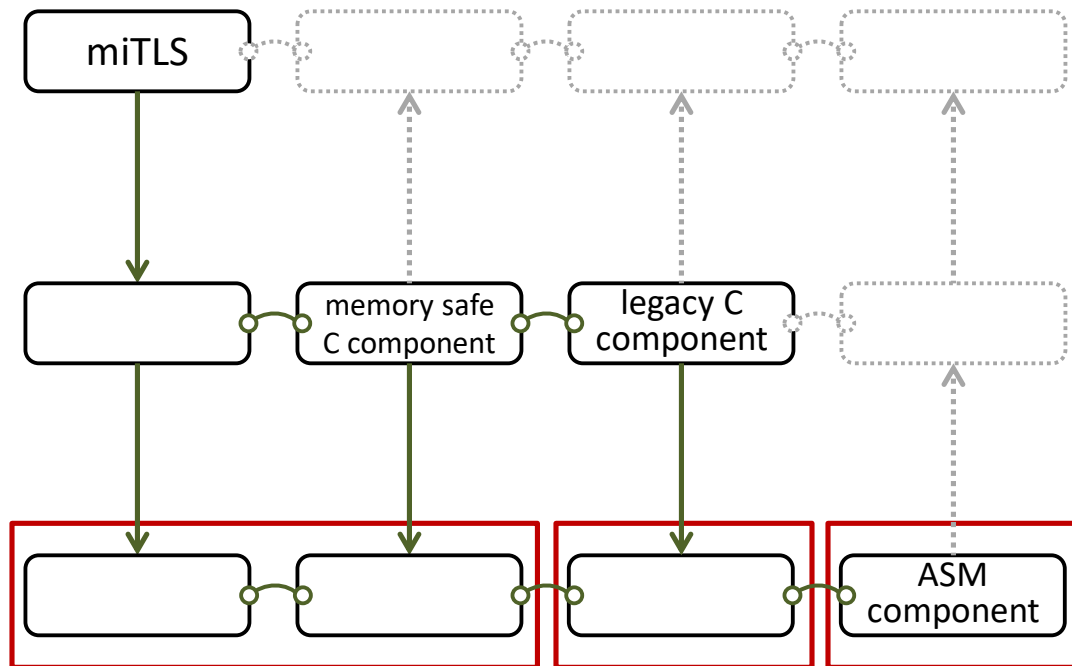 miTLS
memory safe
C component
legacy C
component
ASM
component